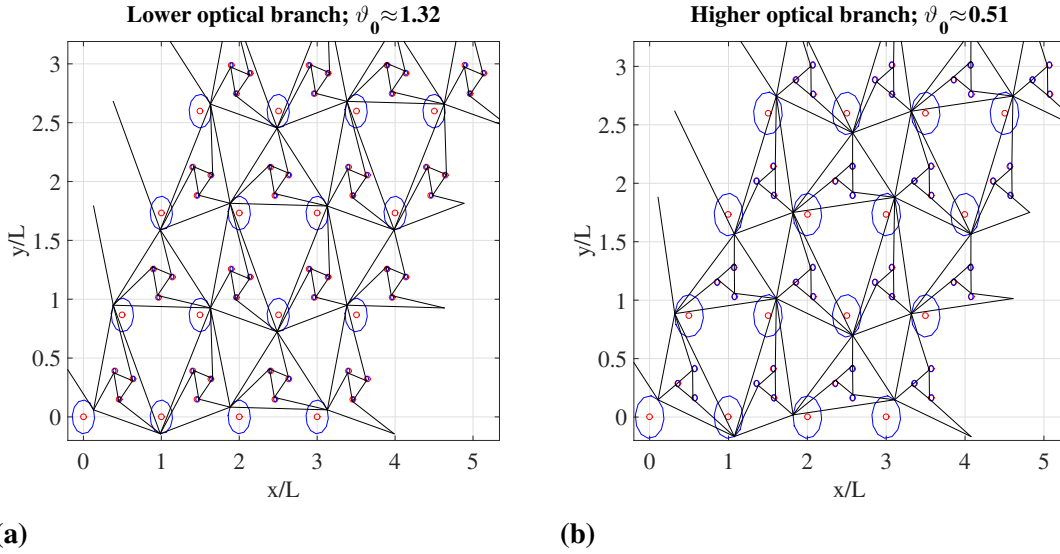 Lower optical branch; ϑ0≈1.32
3
2.5
2
1.5
1
0.5
0
y/L
0 1 2 3 4 5
x/L
(a)
Higher optical branch; ϑ0≈0.51
3
2.5
2
1.5
1
0.5
0
y/L
0 1 2 3 4 5
x/L
(b)